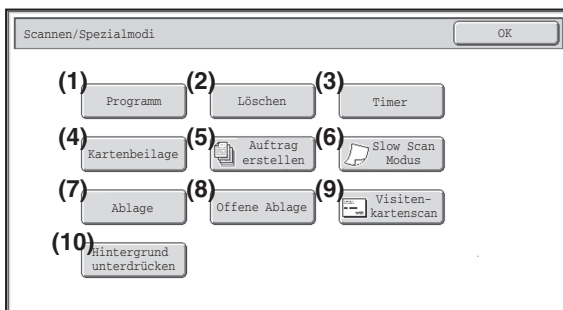 Scannen/Spezialmodi
OK
(1)
Programm
(2)
Löschen
(3)
Timer
(4)
Kartenbeilage
(5)
Auftrag
erstellen
(6)
Slow Scan
Modus
(7)
Ablage
(8)
Offene Ablage
(9)
Visiten-
kartenscan
(10)
Hintergrund
unterdrücken